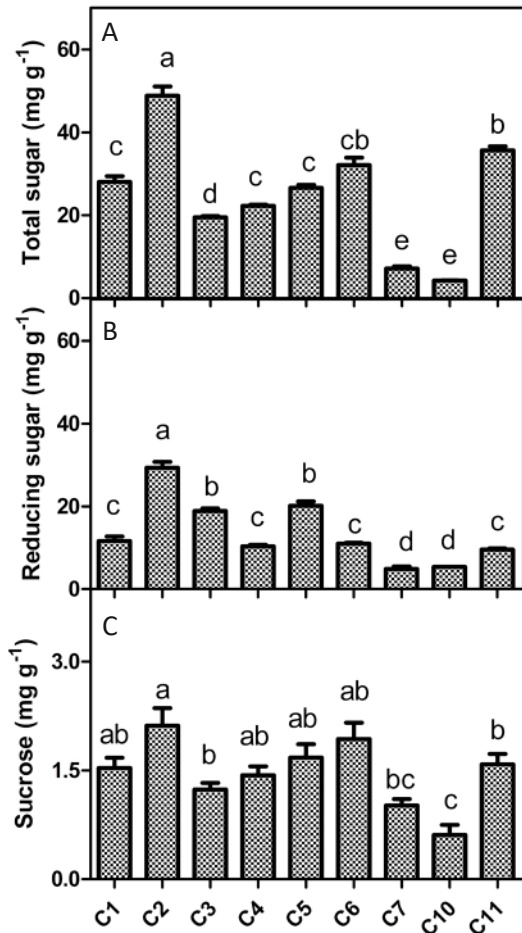 A
Total sugar (mg g-1)
60
40
20
0
c
a
d
c
c
cb
e
e
b
B
Reducing sugar (mg g-1)
60
40
20
0
c
a
b
c
b
c
d
d
c
C
Sucrose (mg g-1)
3.0
1.5
0.0
ab
a
b
ab
ab
ab
bc
c
b
C1
C2
C3
C4
C5
C6
C7
C10
C11